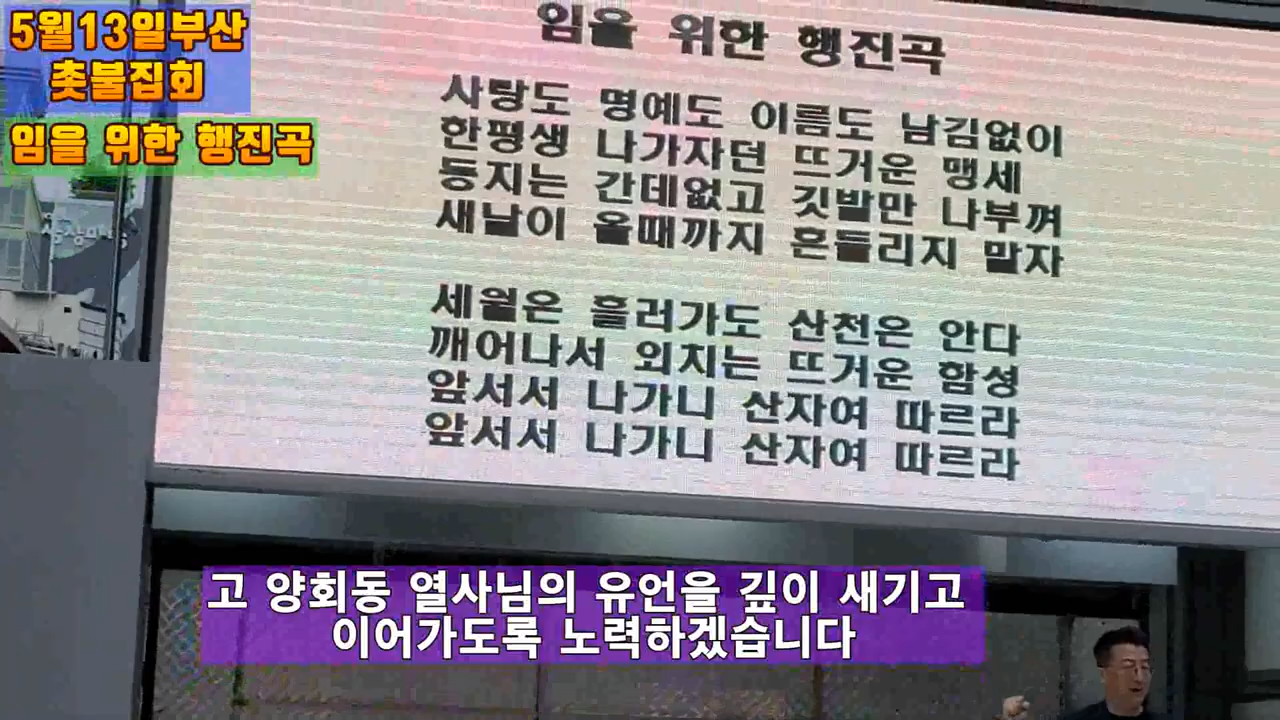 5월13일부산
촛불집회
임을 위한 행진곡
임을 위한 행진곡
사랑도 명예도 이름도 남김없이
한평생 나가자던 뜨거운 맹세
동지는 간데없고 깃발만 나부껴
새날이 올때까지 흔들리지 말자
세월은 흘러가도 산천은 안다
깨어나서 외치는 뜨거운 함성
앞서서 나가니 산자여 따르라
앞서서 나가니 산자여 따르라
고 양회동 열사님의 유언을 깊이 새기고
이어가도록 노력하겠습니다